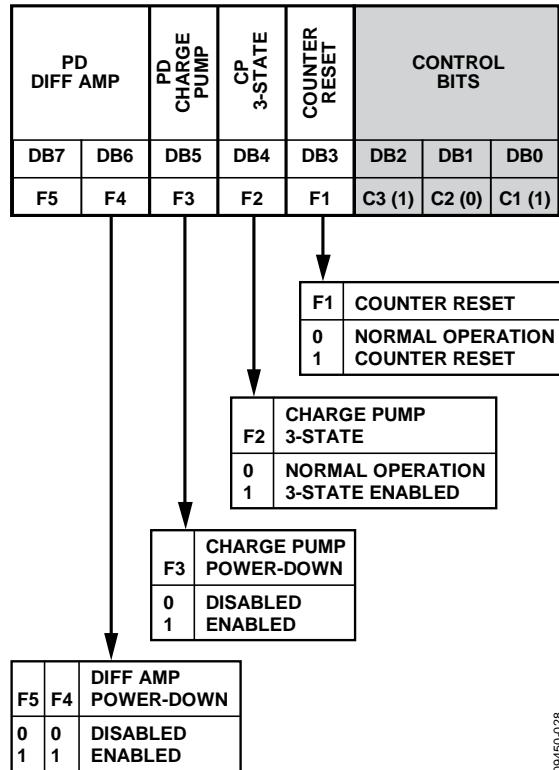 PD
DIFF AMP
PD
CHARGE
PUMP
CP
3-STATE
COUNTER
RESET
CONTROL
BITS
DB7 DB6 DB5 DB4 DB3 DB2 DB1 DB0
F5 F4 F3 F2 F1 C3 (1) C2 (0) C1 (1)
F1 COUNTER RESET
0 NORMAL OPERATION
1 COUNTER RESET
CHARGE PUMP
F2 3-STATE
0 NORMAL OPERATION
1 3-STATE ENABLED
CHARGE PUMP
F3 POWER-DOWN
0 DISABLED
1 ENABLED
DIFF AMP
F5 F4 POWER-DOWN
0 0 DISABLED
1 1 ENABLED
09450-028